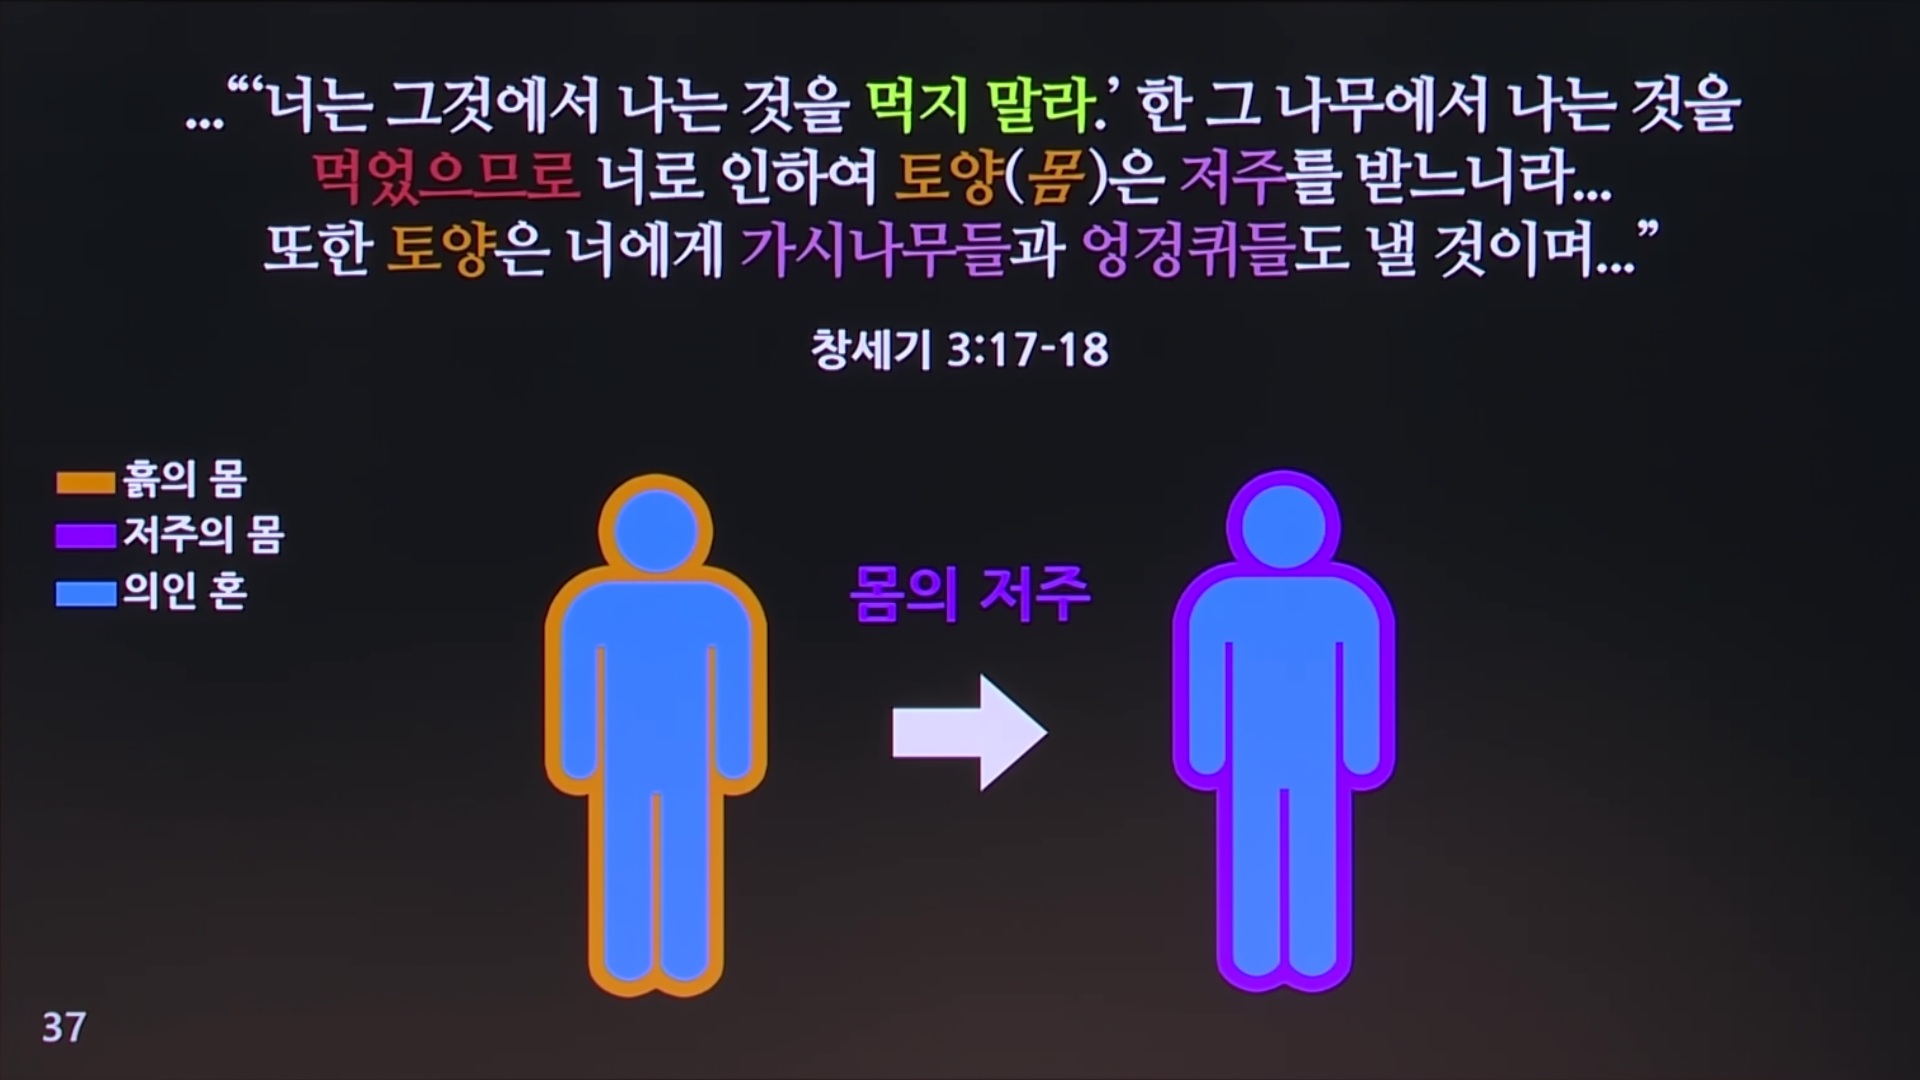 ...“‘너는 그것에서 나는 것을 먹지 말라.’ 한 그 나무에서 나는 것을
먹었으므로 너로 인하여 토양(몸)은 저주를 받느니라...
또한 토양은 너에게 가시나무들과 엉겅퀴들도 낼 것이며...”
창세기 3:17-18
흙의 몸
저주의 몸
의인 혼
몸의 저주
37